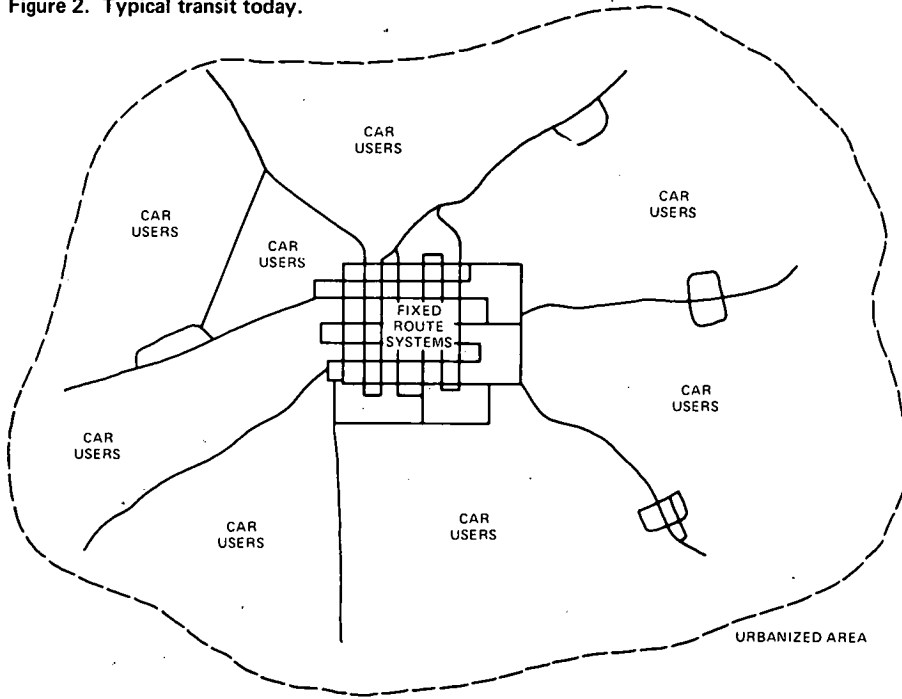 Figure 2. Typical transit today.
CAR
USERS
CAR
USERS
CAR
USERS
CAR
USERS
FIXED
ROUTE
SYSTEMS
CAR
USERS
CAR
USERS
CAR
USERS
CAR
USERS
URBANIZED AREA